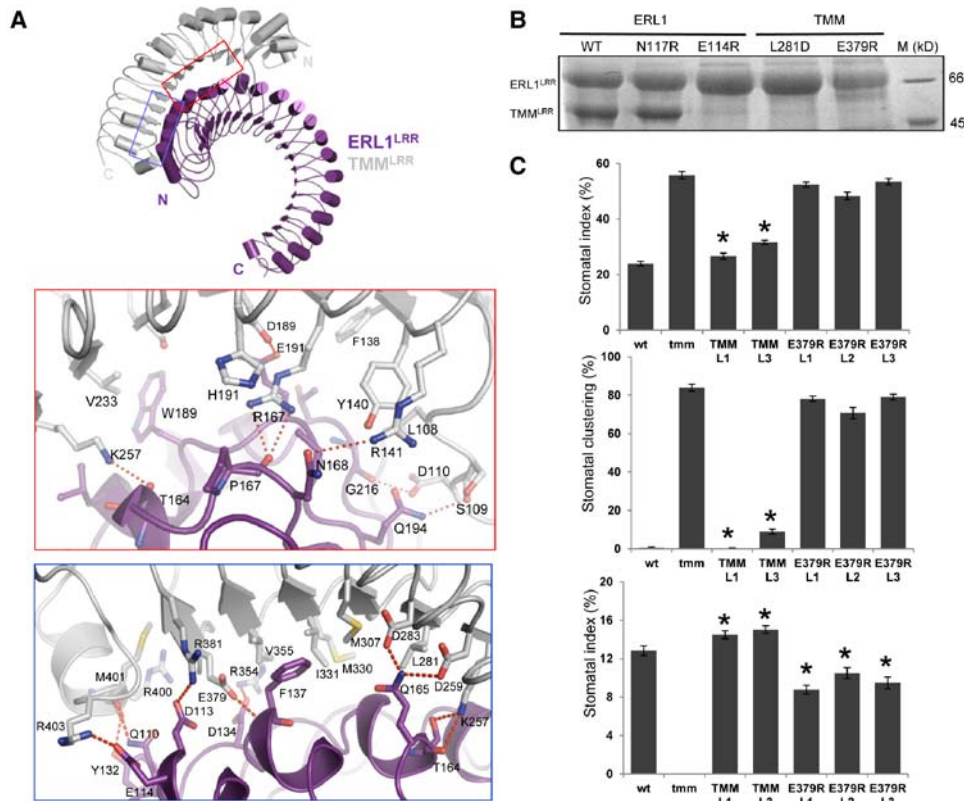 A
N
C
N
ERL1LRR
TMMLRR
C
D189
E191
F138
V233
H191
W189
Y140
L108
R167
R141
K257
N168
D110
G216
P167
T164
S109
Q194
D283
M307
R381
V355
L281
M401
R354
I331
M330
R400
D259
E379
F137
Q165
R403
D113
K257
Q110
D134
Y132
T164
E114
B
ERL1 TMM
WT N117R E114R L281D E379R M (kD)
ERL1LRR 66
TMMLRR
45
C
Stomatal index (%)
60
40
20
0
* *
wt tmm TMM TMM E379R E379R E379R
L1 L3 L1 L2 L3
Stomatal clustering (%)
100
80
60
40
20
0
* *
wt tmm TMM TMM E379R E379R E379R
L1 L3 L1 L2 L3
Stomatal index (%)
16
12
8
4
0
* * * * *
wt tmm TMM TMM E379R E379R E379R